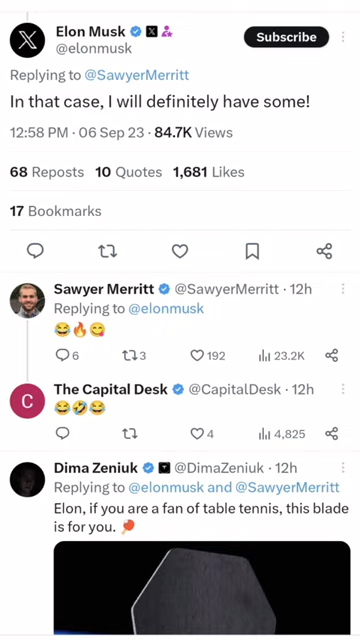 Elon Musk
Subscribe
@elonmusk
Replying to @SawyerMerritt
In that case, I will definitely have some!
12:58 PM · 06 Sep 23 · 84.7K Views
68 Reposts 10 Quotes 1,681 Likes
17 Bookmarks
Sawyer Merritt @SawyerMerritt · 12h
Replying to @elonmusk
😂🔥😋
6 3 192 23.2K
The Capital Desk @CapitalDesk · 12h
C
😂🤣😂
4 4,825
Dima Zeniuk @DimaZeniuk · 12h
Replying to @elonmusk and @SawyerMerritt
Elon, if you are a fan of table tennis, this blade
is for you. 🏓